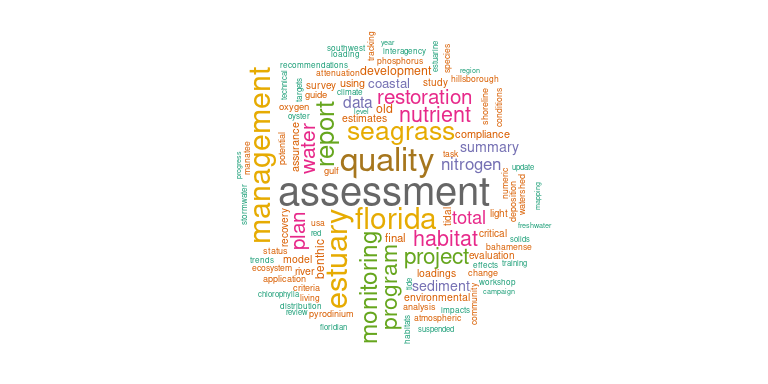 year
southwest
interagency
loading
tracking
estuarine
species
phosphorus
recommendations
development
region
attenuation
technical
targets
survey
using
coastal
study
hillsborough
climate
guide
restoration
management
data
oxygen
level
old
nutrient
shoreline
conditions
oyster
report
estimates
seagrass
compliance
water
assurance
potential
summary
quality
task
nitrogen
manatee
progress
gulf
update
numeric
assessment
stormwater
deposition
watershed
mapping
florida
tidal
total
light
plan
recovery
usa
estuary
freshwater
red
critical
solids
habitat
final
monitoring
program
bahamense
status
benthic
project
evaluation
trends
model
effects
training
ecosystem
river
loadings
change
application
tide
sediment
workshop
criteria
chlorophylla
living
environmental
community
campaign
distribution
analysis
impacts
review
pyrodinium
atmospheric
floridian
habitats
suspended